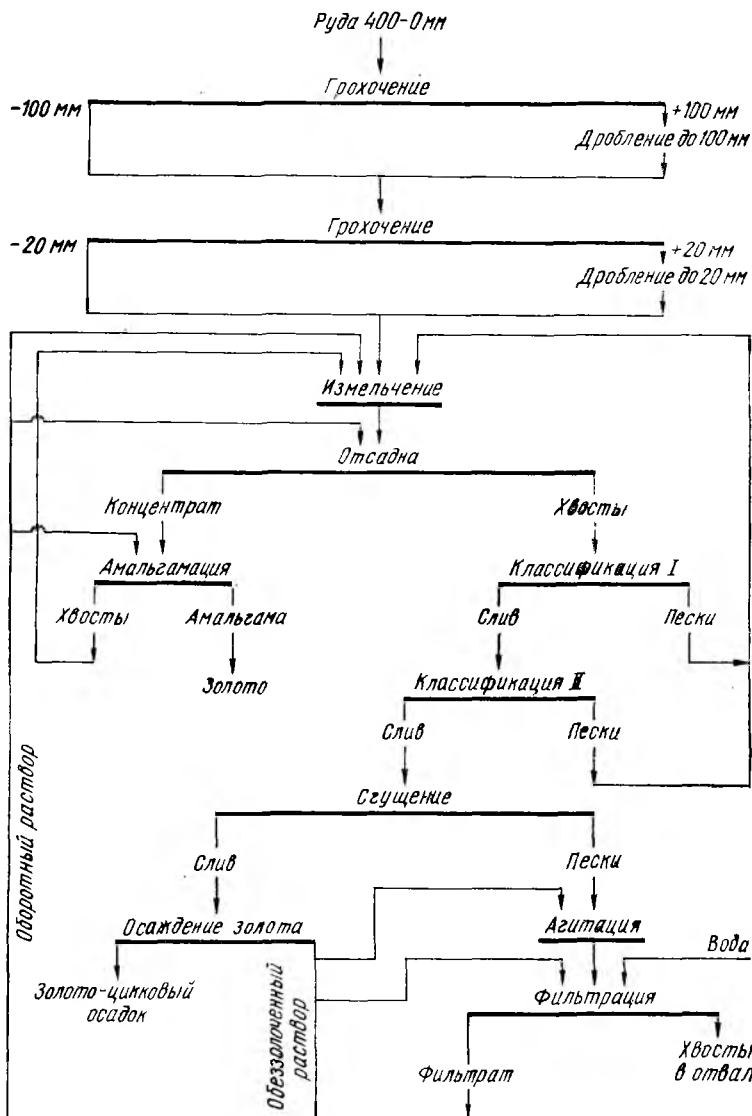 Руда 400-0мм
Грохочение
-100 мм
+100 мм
Дробление до 100 мм
Грохочение
-20 мм
+20 мм
Дробление до 20 мм
Измельчение
Отсадка
Концентрат
Хвосты
Амальгамация
Классификация I
Хвосты
Амальгама
Слив
Пески
Золото
Классификация II
Слив
Пески
Сгущение
Слив
Пески
Оборотный раствор
Осаждение золота
Агитация
Вода
Золото-цинковый
осадок
Обеззолоченный
раствор
Фильтрация
Фильтрат
Хвосты
в отвал